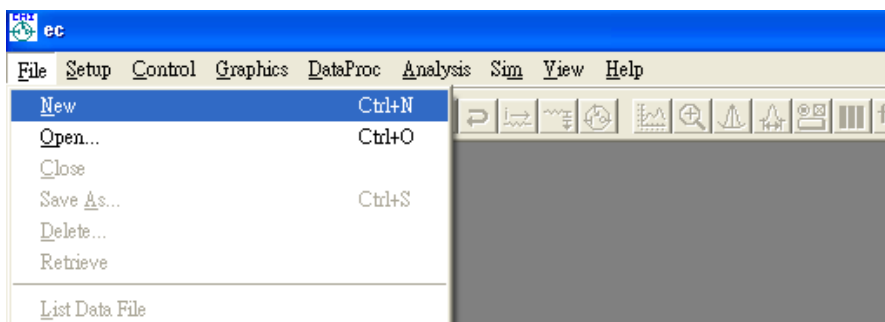 CHI
ec
File Setup Control Graphics DataProc Analysis Sim View Help
New Ctrl+N
Open... Ctrl+O
Close
Save As... Ctrl+S
Delete...
Retrieve
List Data File